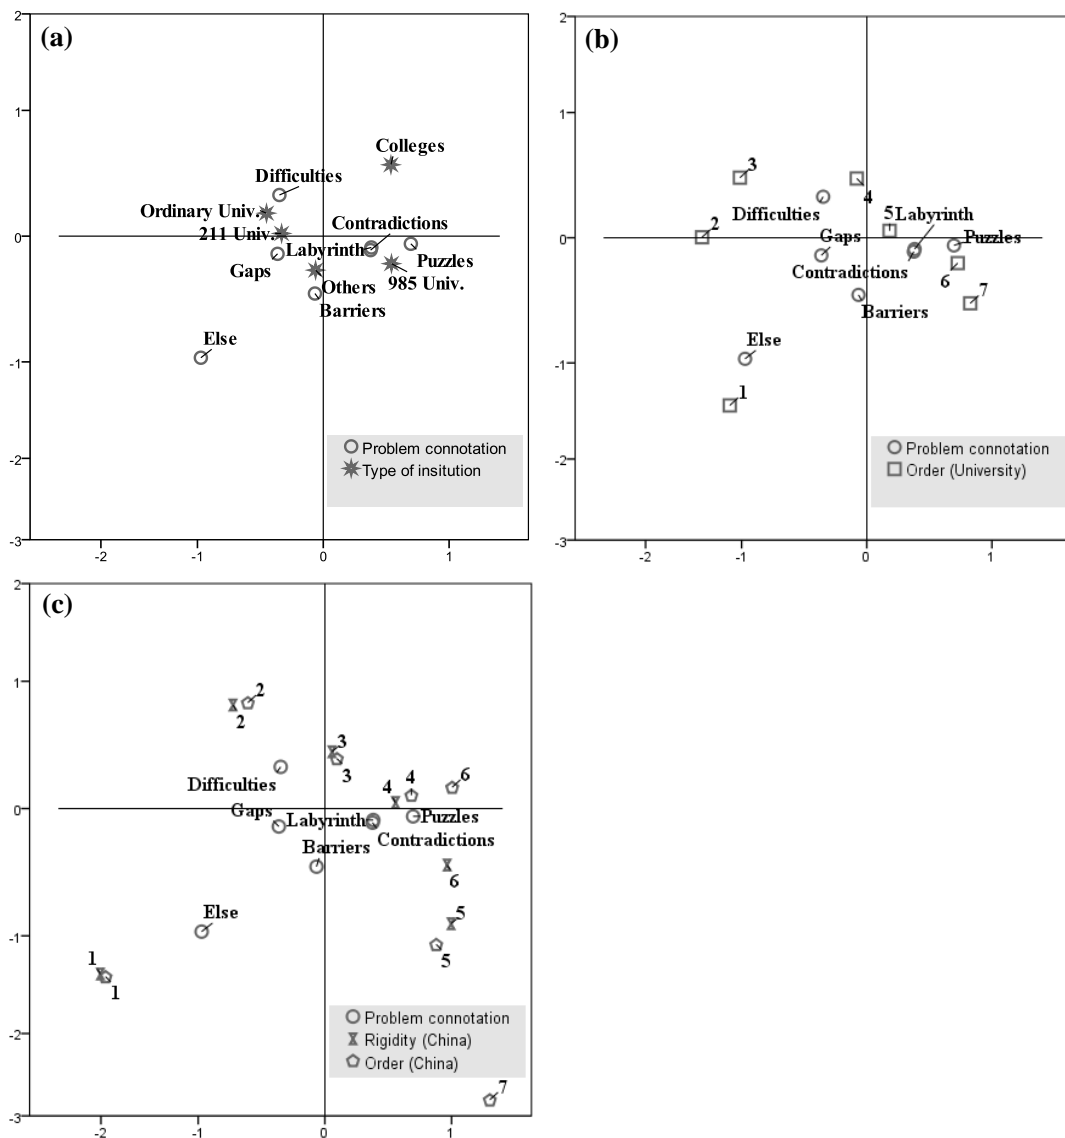 (a)
2
1
0
-1
-2
-3
Colleges
Difficulties
Ordinary Univ.
211 Univ.
Contradictions
Labyrinth
Gaps
Puzzles
985 Univ.
Others
Barriers
Else
Problem connotation
Type of insitution
-2 -1 0 1
(b)
2
1
0
-1
-2
-3
3
4
2
Difficulties
5 Labyrinth
Gaps
Puzzles
Contradictions
6
7
Barriers
Else
1
Problem connotation
Order (University)
-2 -1 0 1
(c)
2
1
0
-1
-2
-3
2
2
3
3
4 4 6
Difficulties
Gaps
Labyrinth
Puzzles
Contradictions
Barriers
6
Else
5
5
1
1
7
Problem connotation
Rigidity (China)
Order (China)
-2 -1 0 1